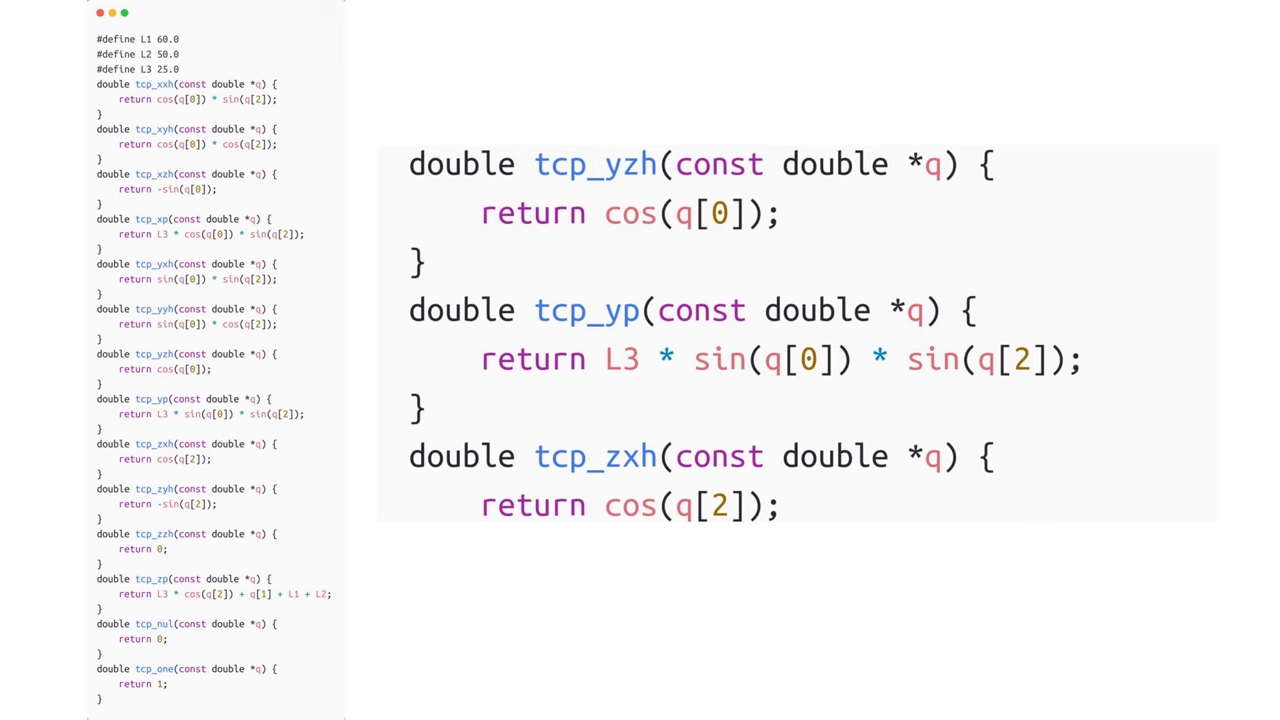 #define L1 60.0
#define L2 50.0
#define L3 25.0
double tcp_xxh(const double *q) {
return cos(q[0]) * sin(q[2]);
}
double tcp_xyh(const double *q) {
return cos(q[0]) * cos(q[2]);
}
double tcp_xzh(const double *q) {
return -sin(q[0]);
}
double tcp_xp(const double *q) {
return L3 * cos(q[0]) * sin(q[2]);
}
double tcp_yxh(const double *q) {
return sin(q[0]) * sin(q[2]);
}
double tcp_yyh(const double *q) {
return sin(q[0]) * cos(q[2]);
}
double tcp_yzh(const double *q) {
return cos(q[0]);
}
double tcp_yp(const double *q) {
return L3 * sin(q[0]) * sin(q[2]);
}
double tcp_zxh(const double *q) {
return cos(q[2]);
}
double tcp_zyh(const double *q) {
return -sin(q[2]);
}
double tcp_zzh(const double *q) {
return 0;
}
double tcp_zp(const double *q) {
return L3 * cos(q[2]) + q[1] + L1 + L2;
}
double tcp_nul(const double *q) {
return 0;
}
double tcp_one(const double *q) {
return 1;
}
double tcp_yzh(const double *q) {
return cos(q[0]);
}
double tcp_yp(const double *q) {
return L3 * sin(q[0]) * sin(q[2]);
}
double tcp_zxh(const double *q) {
return cos(q[2]);